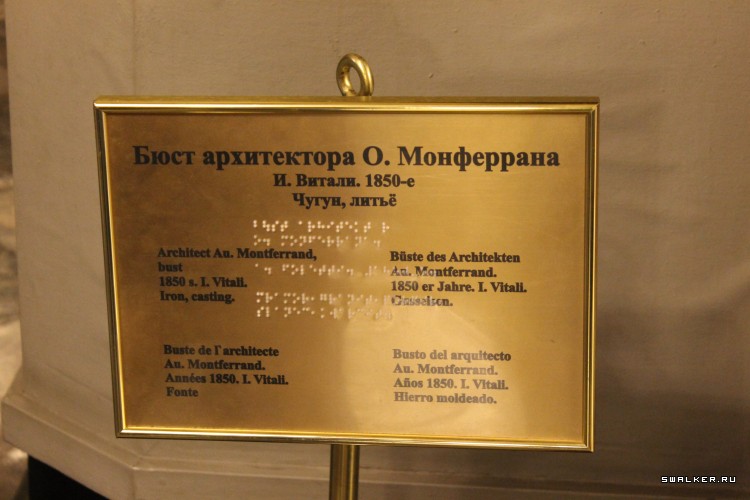 Бюст архитектора О. Монферрана
И. Витали. 1850-е
Чугун, литьё
Architect Au. Montferrand,
bust
1850 s. I. Vitali.
Iron, casting.
Büste des Architekten
Au. Montferrand.
1850 er Jahre. I. Vitali.
Gusseisen.
Buste de l`architecte
Au. Montferrand.
Années 1850. I. Vitali.
Fonte
Busto del arquitecto
Au. Montferrand.
Años 1850. I. Vitali.
Hierro moldeado.
SWALKER.RU